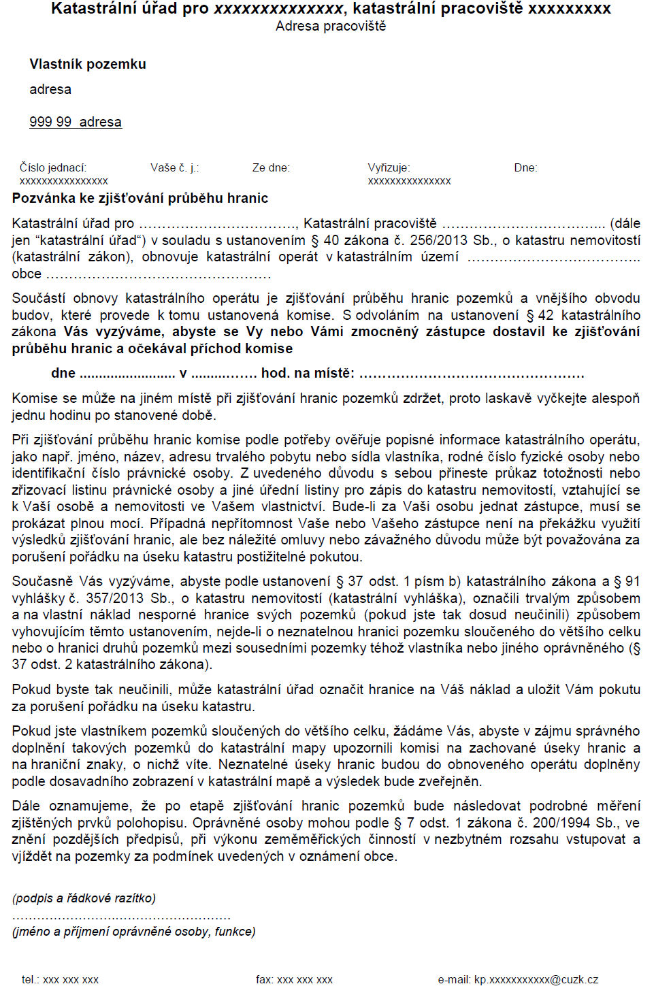 Katastrální úřad pro xxxxxxxxxxxxxx, katastrální pracoviště xxxxxxxxx
Adresa pracoviště
Vlastník pozemku
adresa
999 99  adresa
Číslo jednací: Vaše č. j.: Ze dne: Vyřizuje: Dne:
xxxxxxxxxxxxxxxx xxxxxxxxxxxxxxx
Pozvánka ke zjišťování průběhu hranic
Katastrální úřad pro ……………………………., Katastrální pracoviště …………………………….. (dále
jen “katastrální úřad“) v souladu s ustanovením § 40 zákona č. 256/2013 Sb., o katastru nemovitostí
(katastrální zákon), obnovuje katastrální operát v katastrálním území ………………………………..
obce …………………………………………
Součástí obnovy katastrálního operátu je zjišťování průběhu hranic pozemků a vnějšího obvodu
budov, které provede k tomu ustanovená komise. S odvoláním na ustanovení § 42 katastrálního
zákona Vás vyzýváme, abyste se Vy nebo Vámi zmocněný zástupce dostavil ke zjišťování
průběhu hranic a očekával příchod komise
dne ......................... v .........……. hod. na místě: ………………………………………….
Komise se může na jiném místě při zjišťování hranic pozemků zdržet, proto laskavě vyčkejte alespoň
jednu hodinu po stanovené době.
Při zjišťování průběhu hranic komise podle potřeby ověřuje popisné informace katastrálního operátu,
jako např. jméno, název, adresu trvalého pobytu nebo sídla vlastníka, rodné číslo fyzické osoby nebo
identifikační číslo právnické osoby. Z uvedeného důvodu s sebou přineste průkaz totožnosti nebo
zřizovací listinu právnické osoby a jiné úřední listiny pro zápis do katastru nemovitostí, vztahující se
k Vaší osobě a nemovitosti ve Vašem vlastnictví. Bude-li za Vaši osobu jednat zástupce, musí se
prokázat plnou mocí. Případná nepřítomnost Vaše nebo Vašeho zástupce není na překážku využití
výsledků zjišťování hranic, ale bez náležité omluvy nebo závažného důvodu může být považována za
porušení pořádku na úseku katastru postižitelné pokutou.
Současně Vás vyzýváme, abyste podle ustanovení § 37 odst. 1 písm b) katastrálního zákona a § 91
vyhlášky č. 357/2013 Sb., o katastru nemovitostí (katastrální vyhláška), označili trvalým způsobem
a na vlastní náklad nesporné hranice svých pozemků (pokud jste tak dosud neučinili) způsobem
vyhovujícím těmto ustanovením, nejde-li o neznatelnou hranici pozemku sloučeného do většího celku
nebo o hranici druhů pozemků mezi sousedními pozemky téhož vlastníka nebo jiného oprávněného (§
37 odst. 2 katastrálního zákona).
Pokud byste tak neučinili, může katastrální úřad označit hranice na Váš náklad a uložit Vám pokutu
za porušení pořádku na úseku katastru.
Pokud jste vlastníkem pozemků sloučených do většího celku, žádáme Vás, abyste v zájmu správného
doplnění takových pozemků do katastrální mapy upozornili komisi na zachované úseky hranic a
na hraniční znaky, o nichž víte. Neznatelné úseky hranic budou do obnoveného operátu doplněny
podle dosavadního zobrazení v katastrální mapě a výsledek bude zveřejněn.
Dále oznamujeme, že po etapě zjišťování hranic pozemků bude následovat podrobné měření
zjištěných prvků polohopisu. Oprávněné osoby mohou podle § 7 odst. 1 zákona č. 200/1994 Sb., ve
znění pozdějších předpisů, při výkonu zeměměřických činností v nezbytném rozsahu vstupovat a
vjíždět na pozemky za podmínek uvedených v oznámení obce.
(podpis a řádkové razítko)
…………………….……………………….
(jméno a příjmení oprávněné osoby, funkce)
tel.: xxx xxx xxx fax: xxx xxx xxx e-mail: kp.xxxxxxxxxxx@cuzk.cz